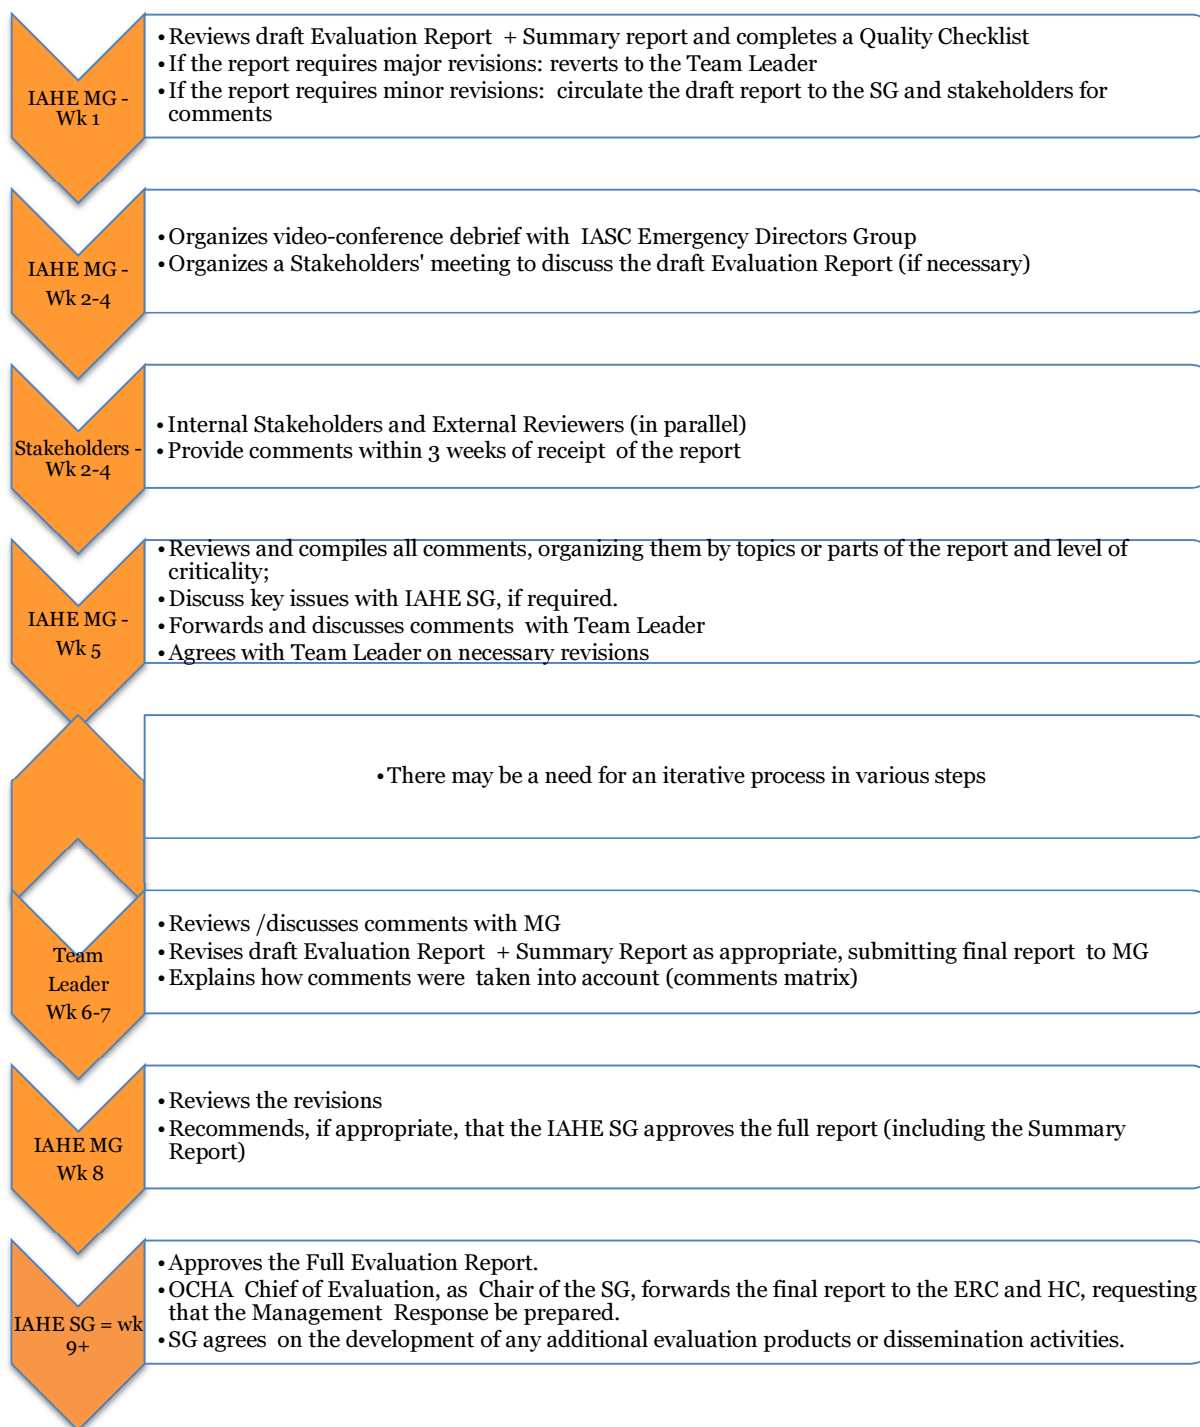 IAHE MG -
Wk 1
•Reviews draft Evaluation Report + Summary report and completes a Quality Checklist
•If the report requires major revisions: reverts to the Team Leader
•If the report requires minor revisions: circulate the draft report to the SG and stakeholders for
comments
IAHE MG -
Wk 2-4
•Organizes video-conference debrief with IASC Emergency Directors Group
•Organizes a Stakeholders' meeting to discuss the draft Evaluation Report (if necessary)
Stakeholders -
Wk 2-4
•Internal Stakeholders and External Reviewers (in parallel)
•Provide comments within 3 weeks of receipt of the report
IAHE MG -
Wk 5
•Reviews and compiles all comments, organizing them by topics or parts of the report and level of
criticality;
•Discuss key issues with IAHE SG, if required.
•Forwards and discusses comments with Team Leader
•Agrees with Team Leader on necessary revisions
•There may be a need for an iterative process in various steps
Team
Leader
Wk 6-7
•Reviews /discusses comments with MG
•Revises draft Evaluation Report + Summary Report as appropriate, submitting final report to MG
•Explains how comments were taken into account (comments matrix)
IAHE MG
Wk 8
•Reviews the revisions
•Recommends, if appropriate, that the IAHE SG approves the full report (including the Summary
Report)
IAHE SG = wk
9+
•Approves the Full Evaluation Report.
•OCHA Chief of Evaluation, as Chair of the SG, forwards the final report to the ERC and HC, requesting
that the Management Response be prepared.
•SG agrees on the development of any additional evaluation products or dissemination activities.